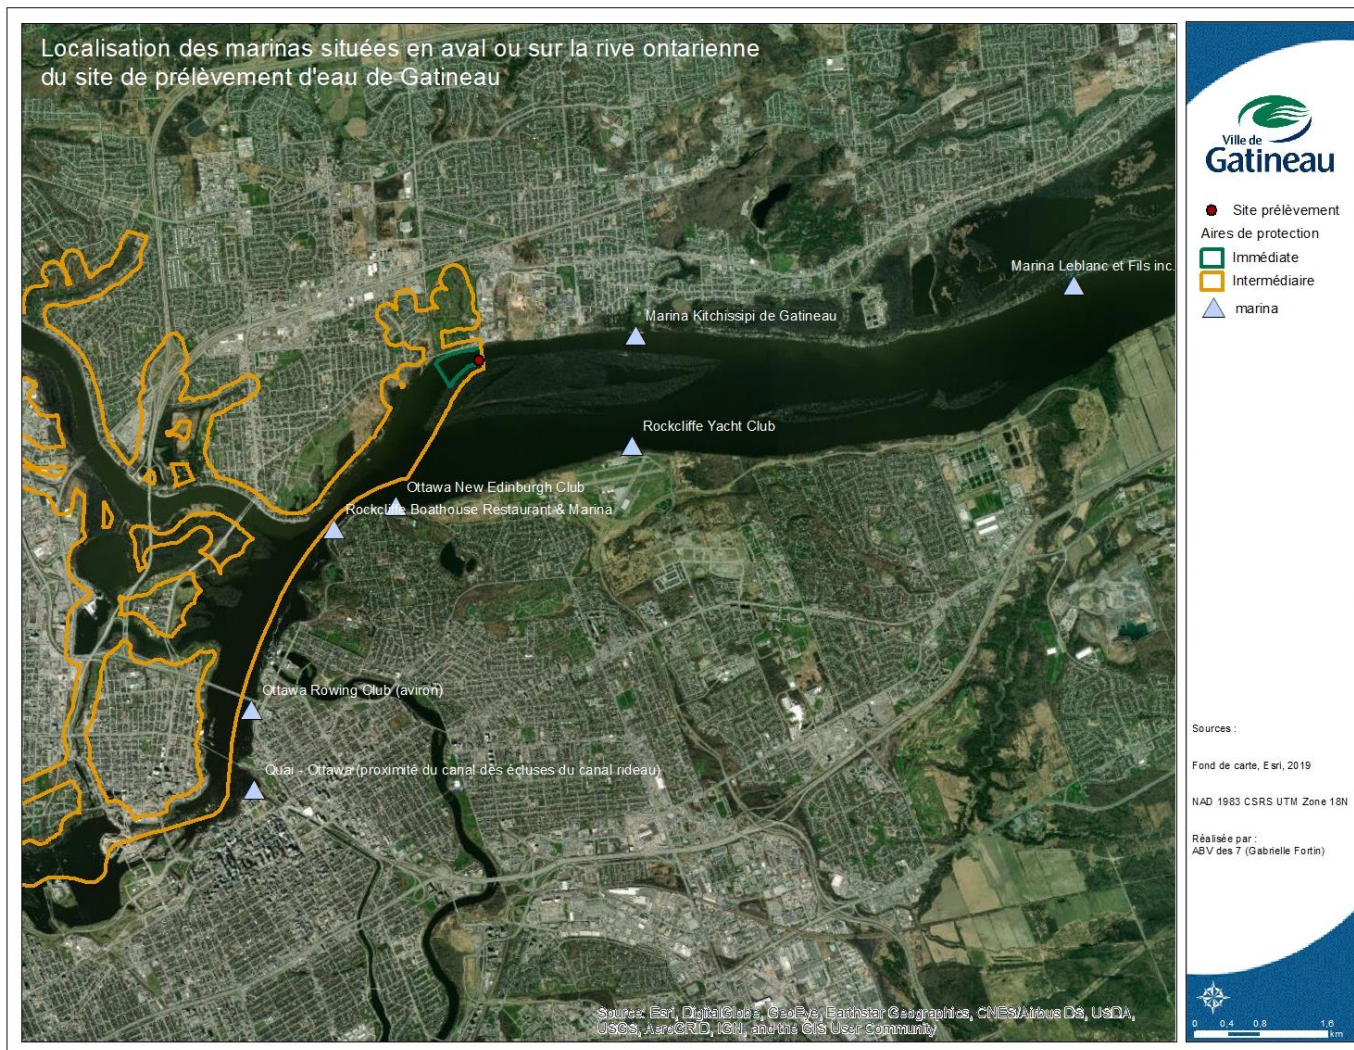 Localisation des marinas situées en aval ou sur la rive ontarienne
du site de prélèvement d'eau de Gatineau
Marina Leblanc et Fils inc.
Marina Kitchissipi de Gatineau
Rockcliffe Yacht Club
Ottawa New Edinburgh Club
Rockcliffe Boathouse Restaurant & Marina
Ottawa Rowing Club (aviron)
Quai - Ottawa (proximité du canal des écluses du canal rideau)
Source: Esri, DigitalGlobe, GeoEye, Earthstar Geographics, CNES/Airbus DS, USDA,
USGS, AeroGRID, IGN, and the GIS User Community
Ville de
Gatineau
Site prélèvement
Aires de protection
Immédiate
Intermédiaire
marina
Sources :
Fond de carte, Esri, 2019
NAD 1983 CSRS UTM Zone 18N
Réalisée par :
ABV des 7 (Gabrielle Fortin)
0 0,4 0,8 1,6
km